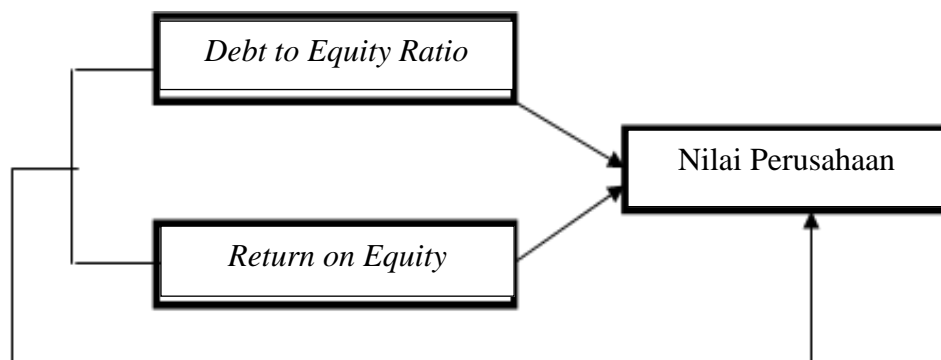 Debt to Equity Ratio
Nilai Perusahaan
Return on Equity